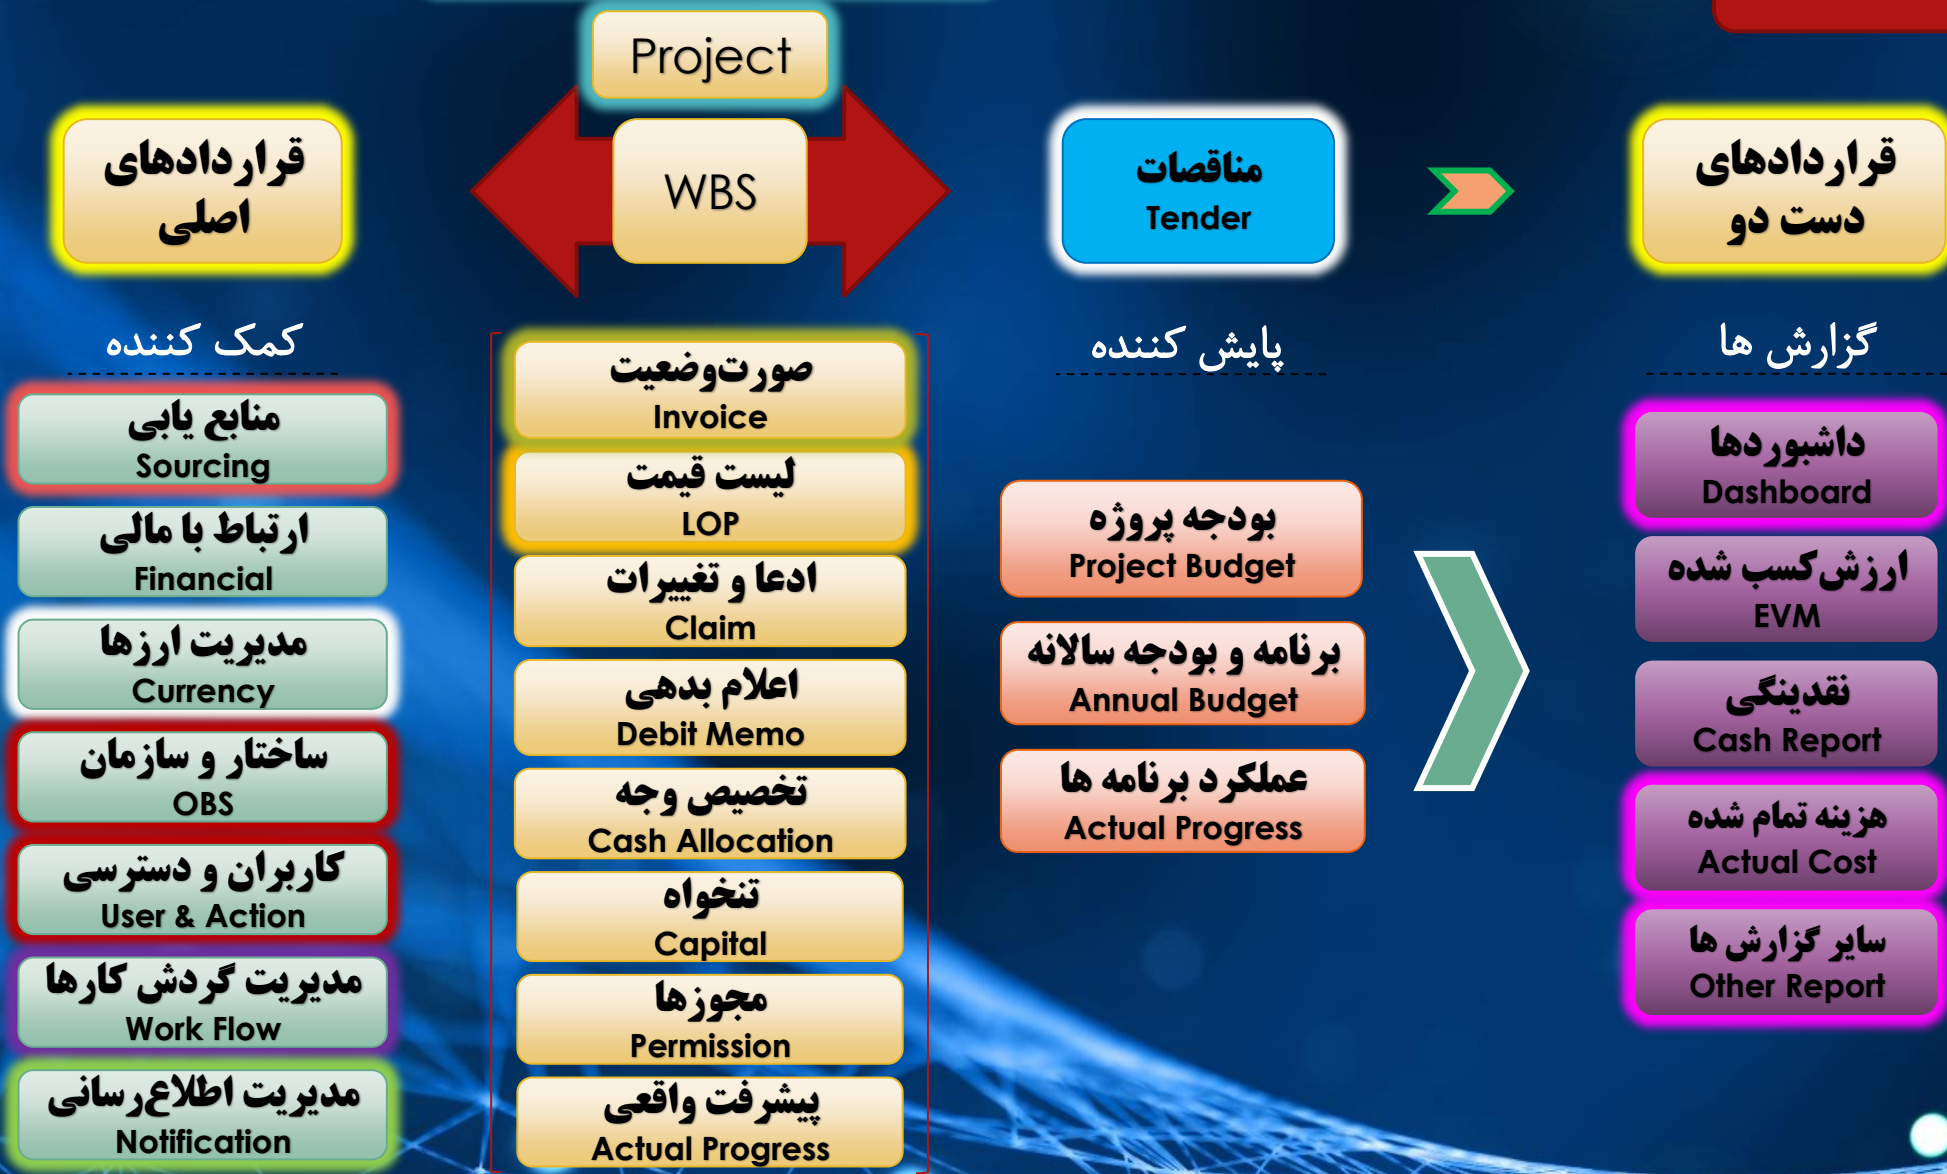 Project
قراردادهای
اصلی
WBS
مناقصات
Tender
قراردادهای
دست دو
کمک کننده
منابع یابی
Sourcing
ارتباط با مالی
Financial
مدیریت ارزها
Currency
ساختار و سازمان
OBS
کاربران و دسترسی
User & Action
مدیریت گردش کارها
Work Flow
مدیریت اطلاع‌رسانی
Notification
صورت‌وضعیت
Invoice
لیست قیمت
LOP
ادعا و تغییرات
Claim
اعلام بدهی
Debit Memo
تخصیص وجه
Cash Allocation
تنخواه
Capital
مجوزها
Permission
پیشرفت واقعی
Actual Progress
پایش کننده
بودجه پروژه
Project Budget
برنامه و بودجه سالانه
Annual Budget
عملکرد برنامه ها
Actual Progress
گزارش ها
داشبوردها
Dashboard
ارزش‌کسب شده
EVM
نقدینگی
Cash Report
هزینه تمام شده
Actual Cost
سایر گزارش ها
Other Report